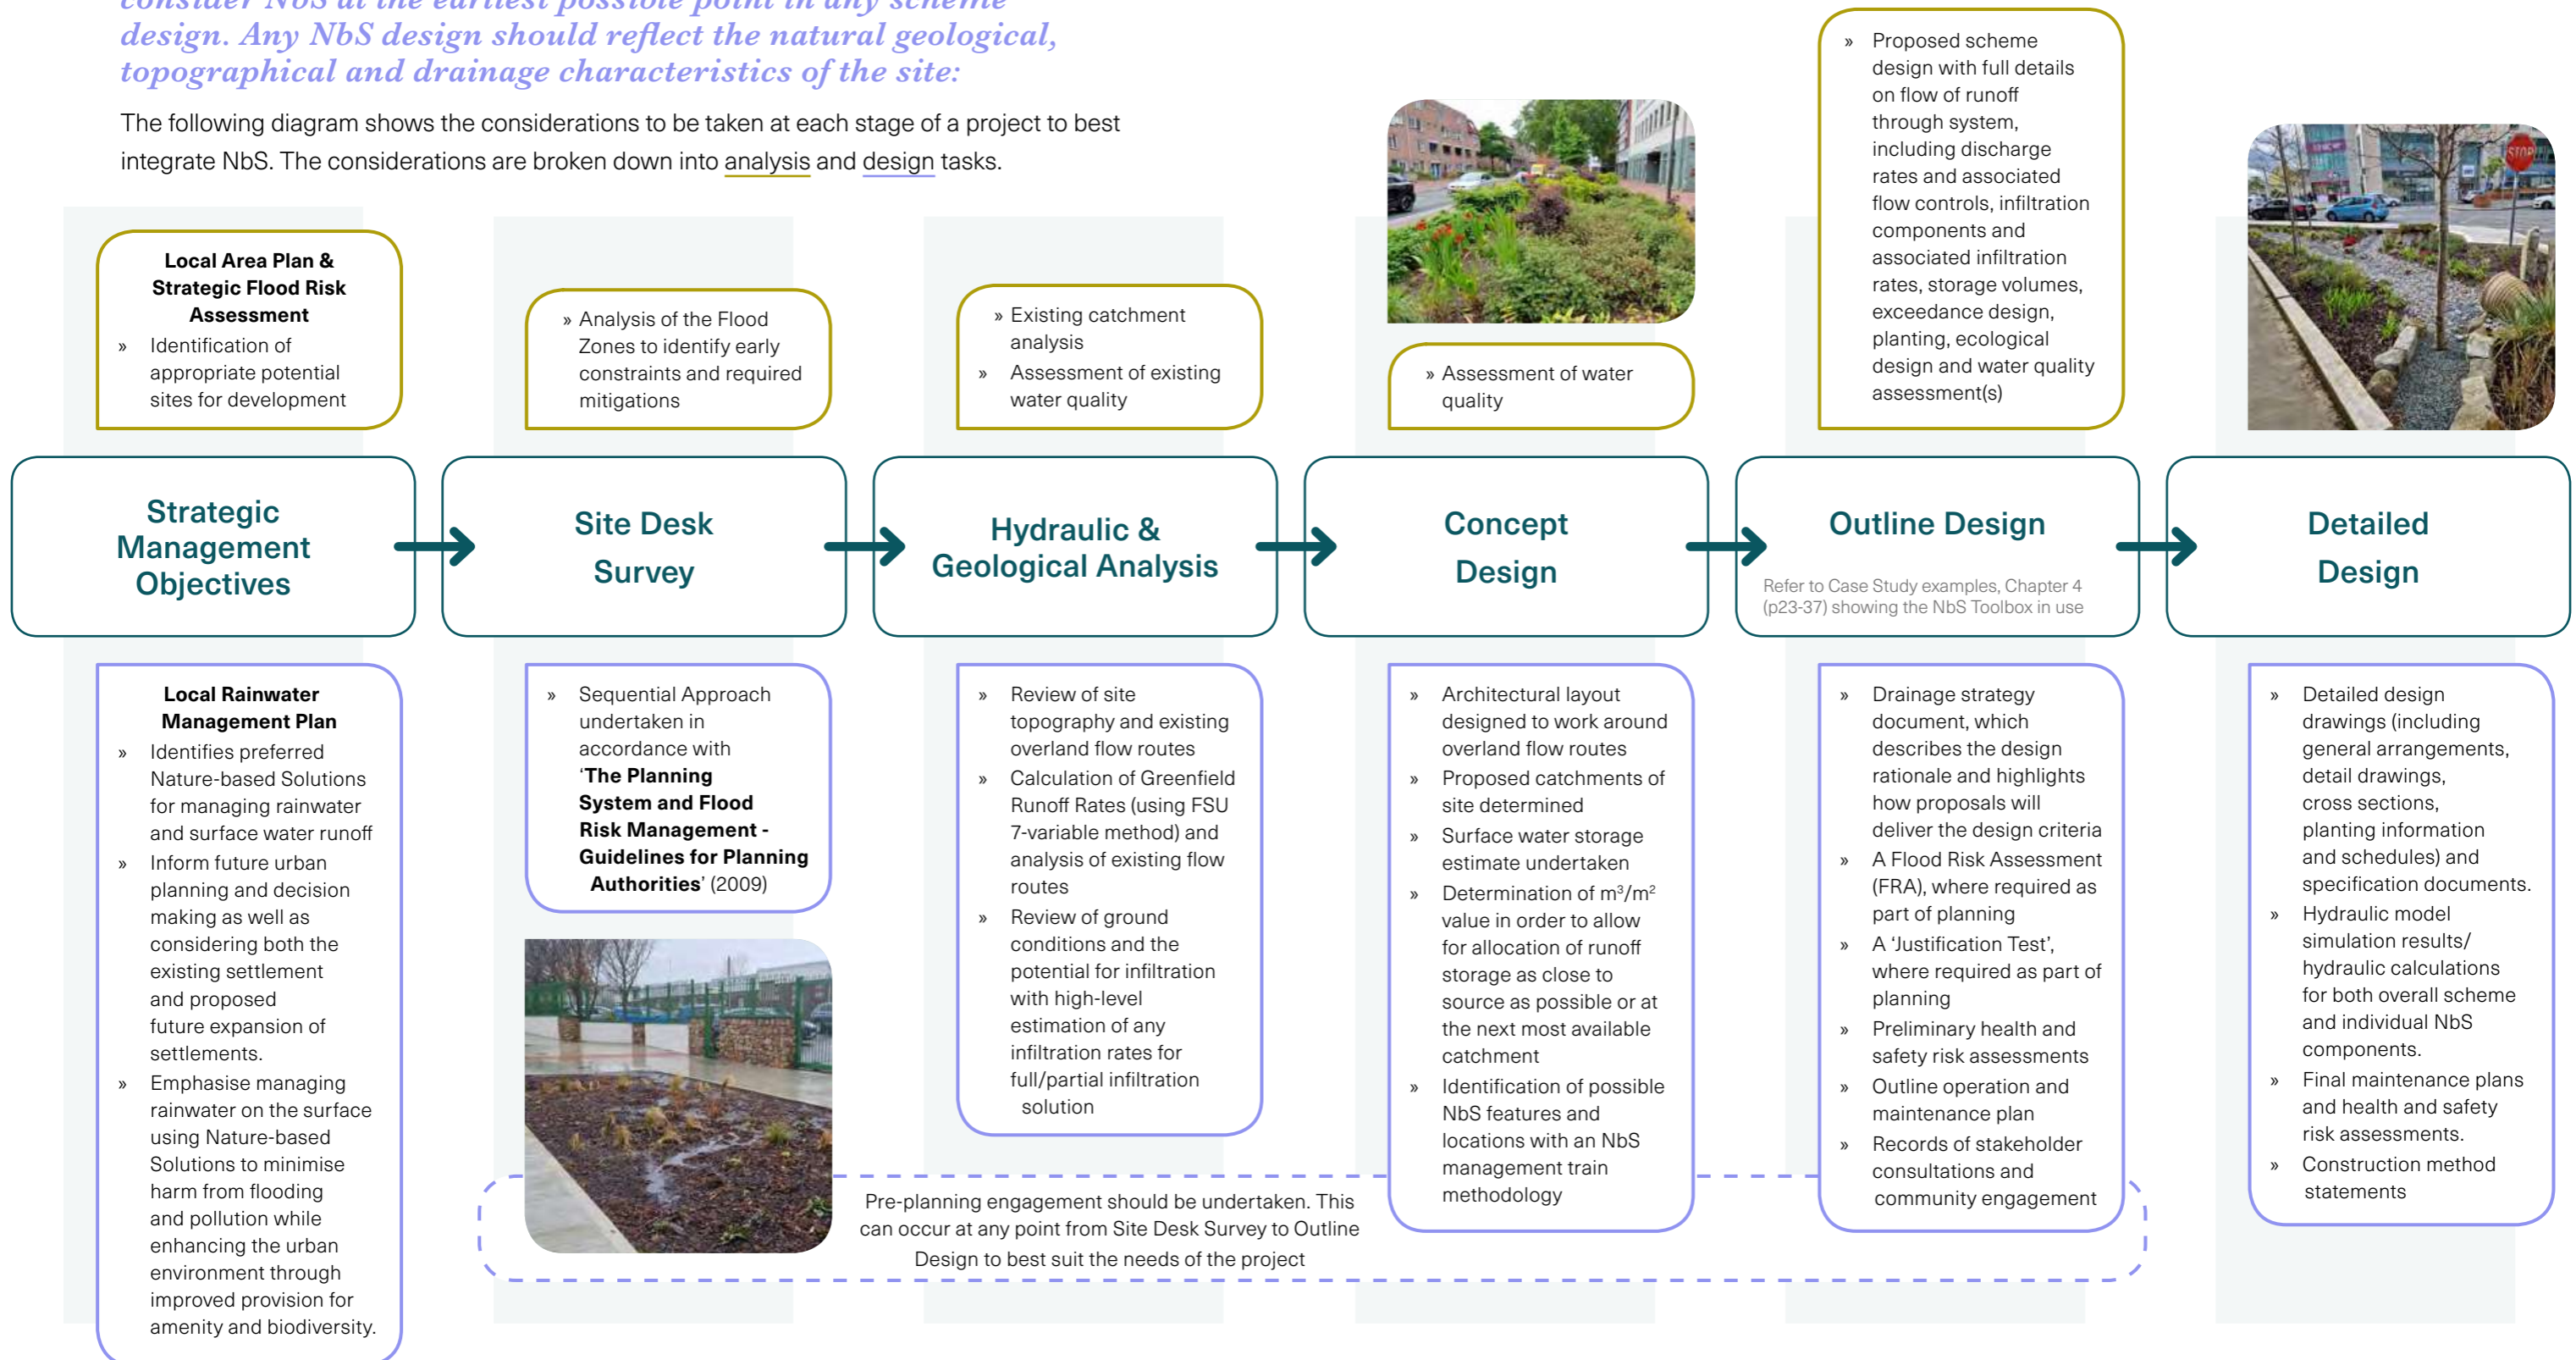 consider NbS at the earliest possible point in any scheme
design. Any NbS design should reflect the natural geological,
topographical and drainage characteristics of the site:
The following diagram shows the considerations to be taken at each stage of a project to best
integrate NbS. The considerations are broken down into analysis and design tasks.
Local Area Plan &
Strategic Flood Risk
Assessment
» Identification of
appropriate potential
sites for development
» Analysis of the Flood
Zones to identify early
constraints and required
mitigations
» Existing catchment
analysis
» Assessment of existing
water quality
» Assessment of water
quality
» Proposed scheme
design with full details
on flow of runoff
through system,
including discharge
rates and associated
flow controls, infiltration
components and
associated infiltration
rates, storage volumes,
exceedance design,
planting, ecological
design and water quality
assessment(s)
STOP
Strategic
Management
Objectives
Site Desk
Survey
Hydraulic &
Geological Analysis
Concept
Design
Outline Design
Refer to Case Study examples, Chapter 4
(p23-37) showing the NbS Toolbox in use
Detailed
Design
Local Rainwater
Management Plan
» Identifies preferred
Nature-based Solutions
for managing rainwater
and surface water runoff
» Inform future urban
planning and decision
making as well as
considering both the
existing settlement
and proposed
future expansion of
settlements.
» Emphasise managing
rainwater on the surface
using Nature-based
Solutions to minimise
harm from flooding
and pollution while
enhancing the urban
environment through
improved provision for
amenity and biodiversity.
» Sequential Approach
undertaken in
accordance with
‘The Planning
System and Flood
Risk Management -
Guidelines for Planning
Authorities’ (2009)
» Review of site
topography and existing
overland flow routes
» Calculation of Greenfield
Runoff Rates (using FSU
7-variable method) and
analysis of existing flow
routes
» Review of ground
conditions and the
potential for infiltration
with high-level
estimation of any
infiltration rates for
full/partial infiltration
solution
» Architectural layout
designed to work around
overland flow routes
» Proposed catchments of
site determined
» Surface water storage
estimate undertaken
» Determination of m³/m²
value in order to allow
for allocation of runoff
storage as close to
source as possible or at
the next most available
catchment
» Identification of possible
NbS features and
locations with an NbS
management train
methodology
» Drainage strategy
document, which
describes the design
rationale and highlights
how proposals will
deliver the design criteria
» A Flood Risk Assessment
(FRA), where required as
part of planning
» A ‘Justification Test’,
where required as part of
planning
» Preliminary health and
safety risk assessments
» Outline operation and
maintenance plan
» Records of stakeholder
consultations and
community engagement
» Detailed design
drawings (including
general arrangements,
detail drawings,
cross sections,
planting information
and schedules) and
specification documents.
» Hydraulic model
simulation results/
hydraulic calculations
for both overall scheme
and individual NbS
components.
» Final maintenance plans
and health and safety
risk assessments.
» Construction method
statements
Pre-planning engagement should be undertaken. This
can occur at any point from Site Desk Survey to Outline
Design to best suit the needs of the project